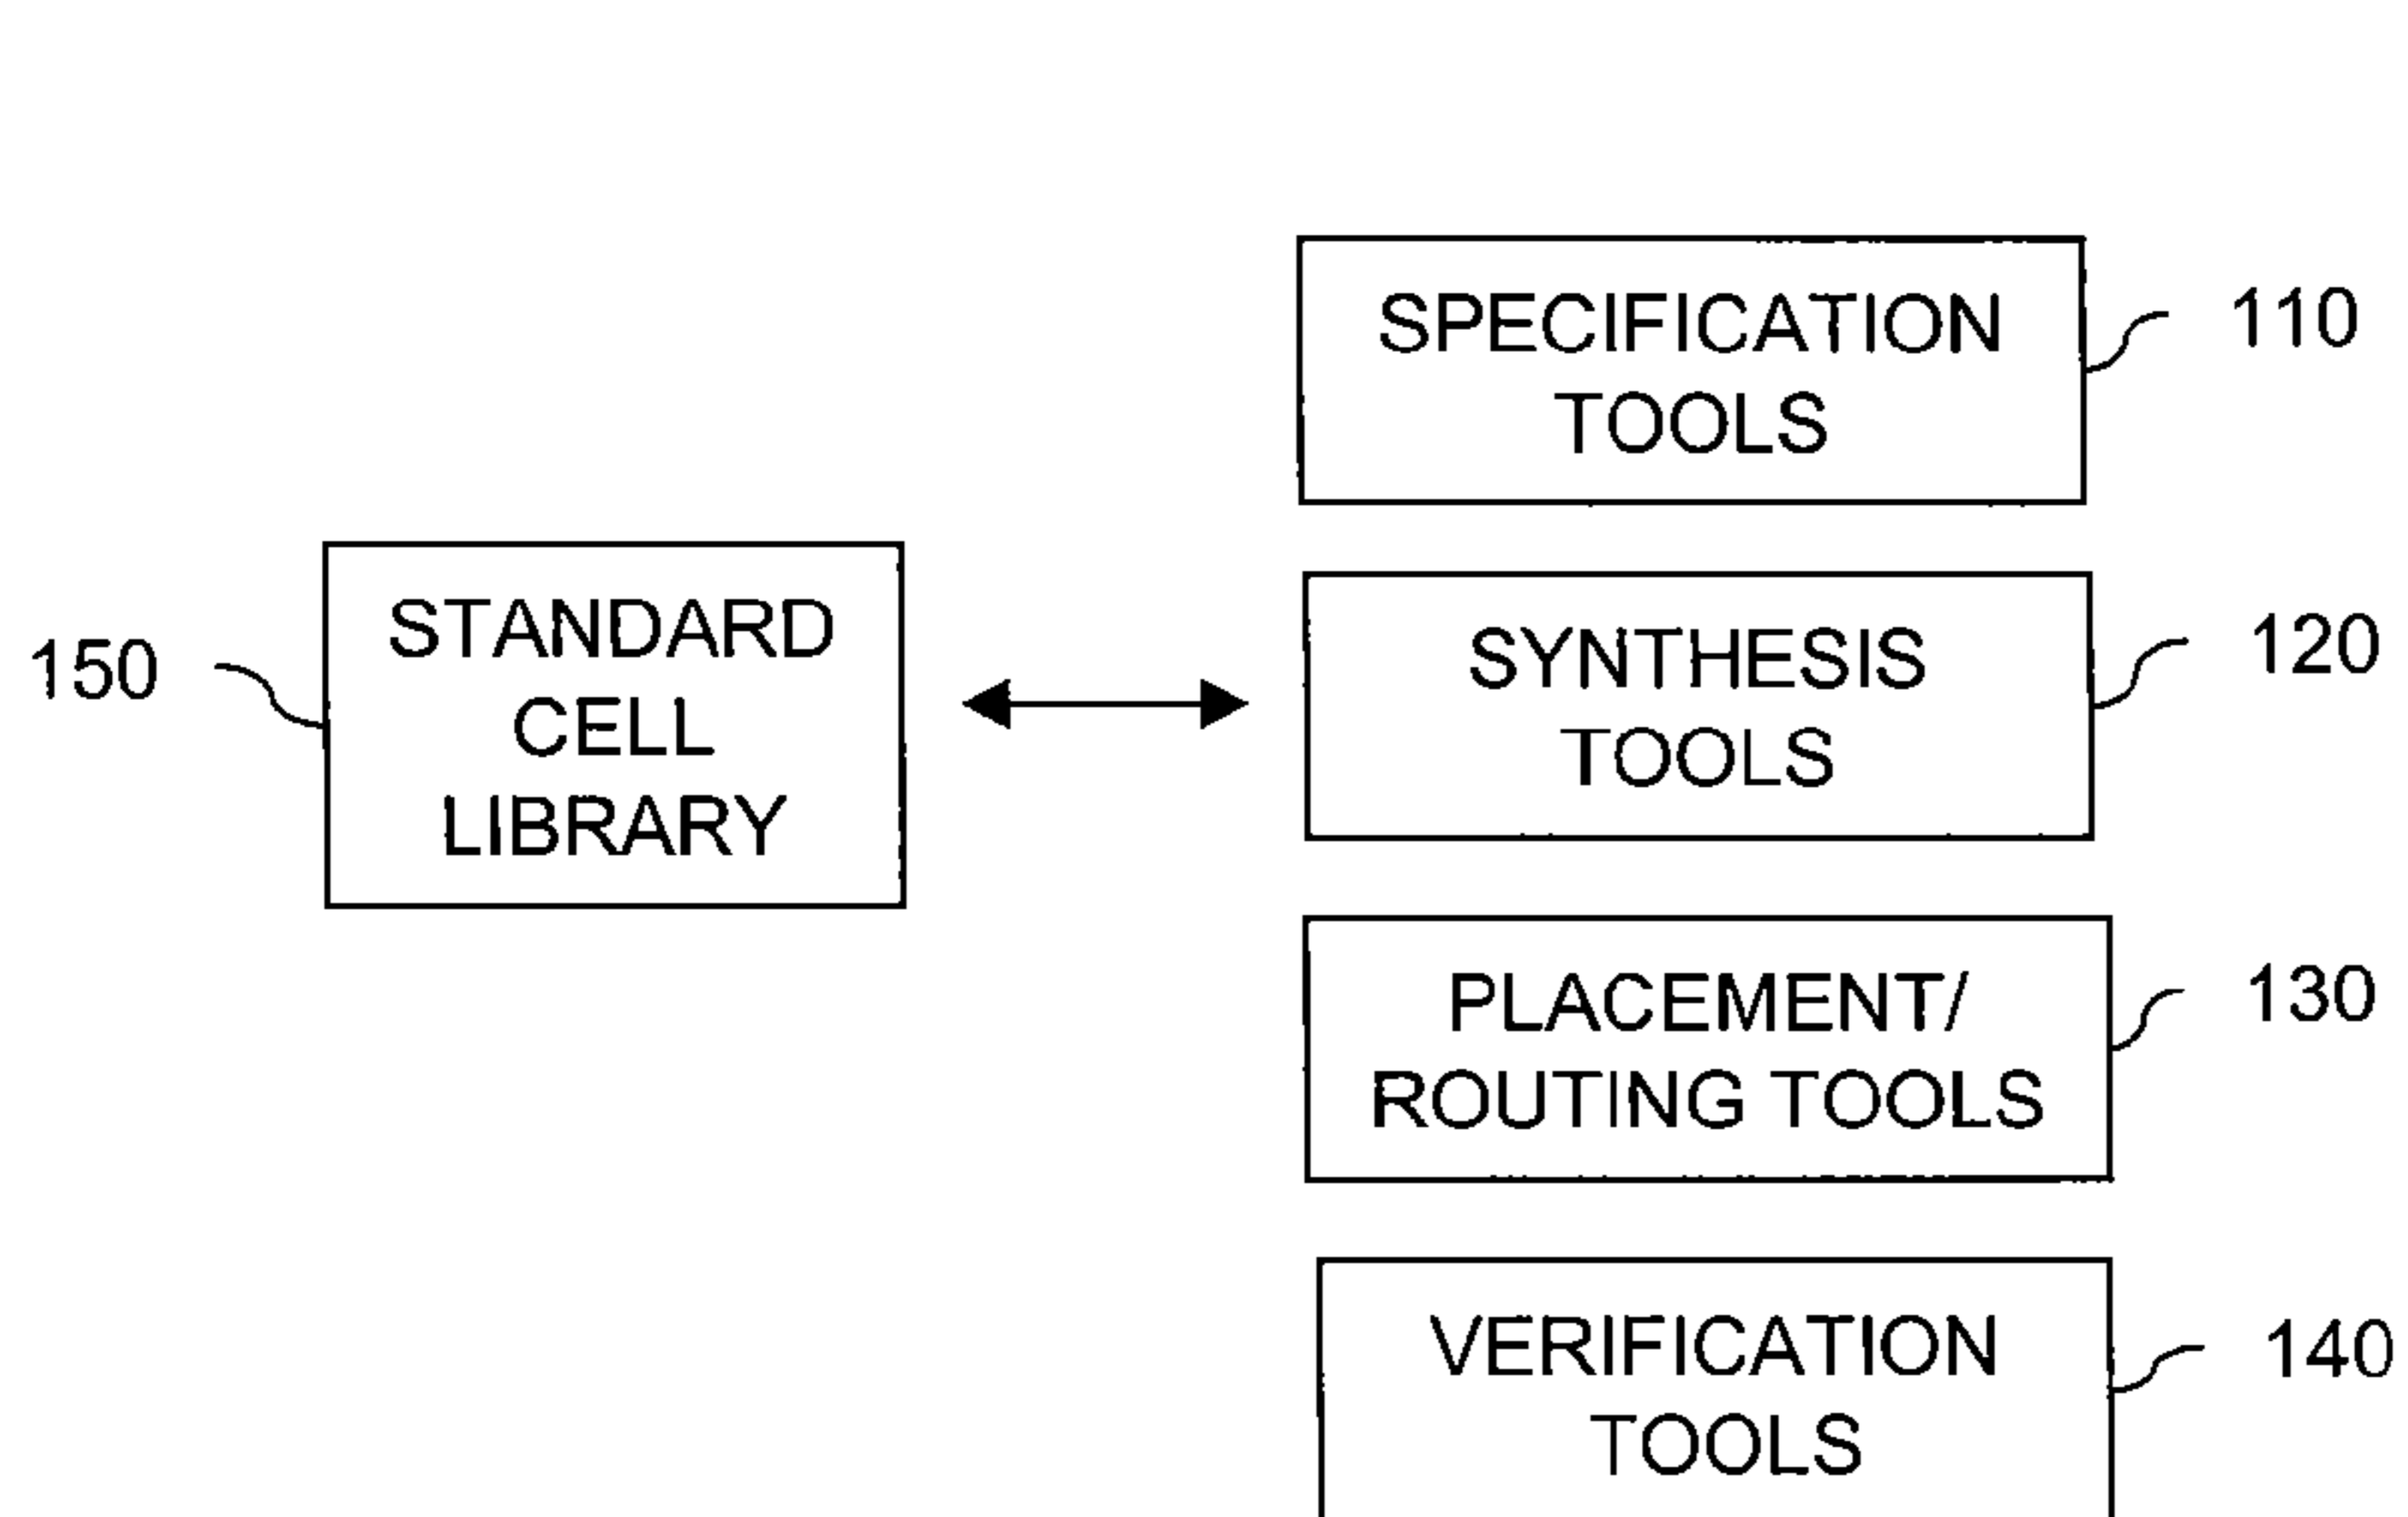 SPECIFICATION
TOOLS
110
STANDARD
CELL
LIBRARY
150
SYNTHESIS
TOOLS
120
PLACEMENT/
ROUTING TOOLS
130
VERIFICATION
TOOLS
140